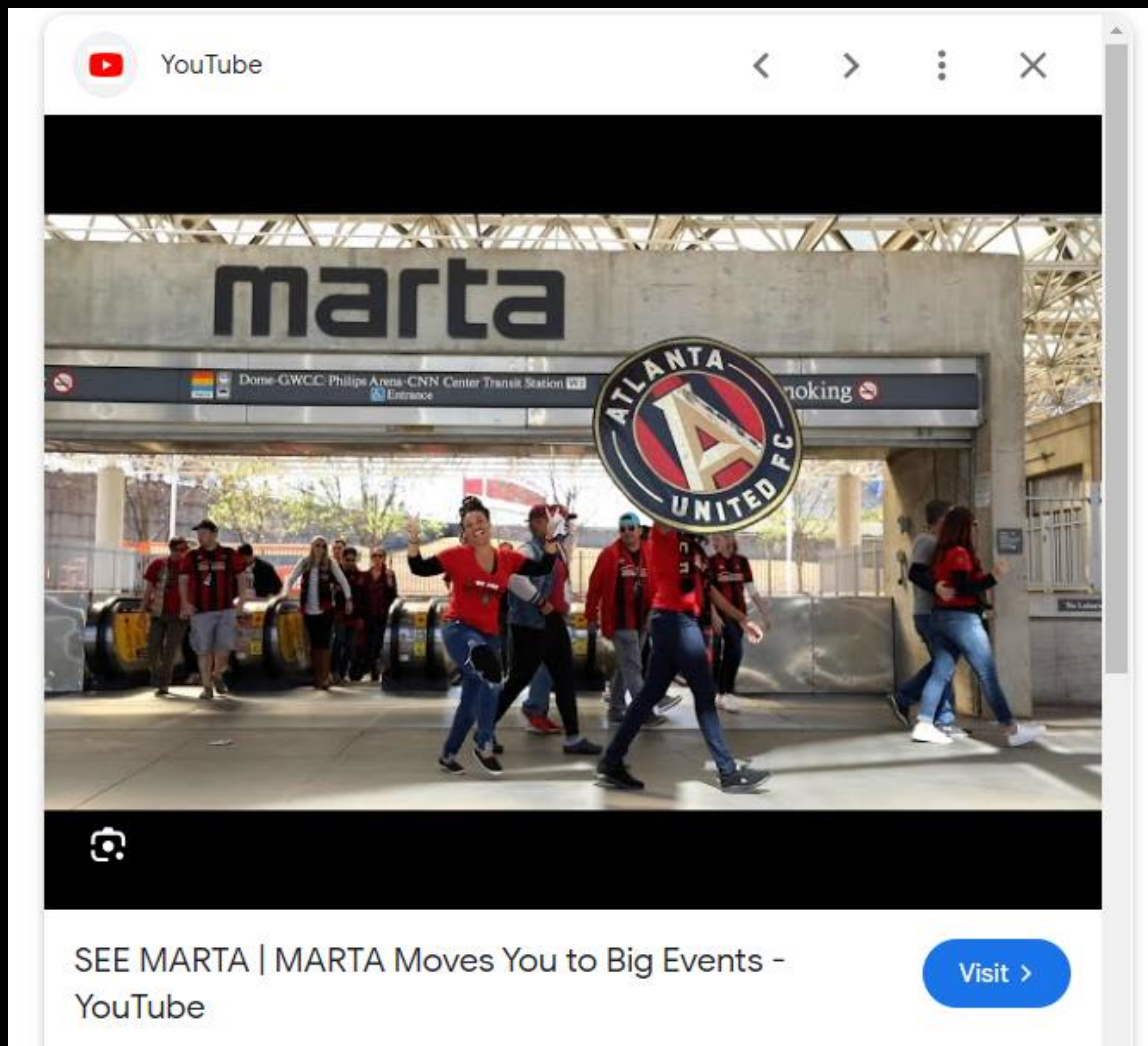 YouTube
marta
Dome-GWCC-Philips Arena-CNN Center Transit Station W1
Entrance
noking
ATLANTA
UNITED FC
A
SEE MARTA | MARTA Moves You to Big Events -
YouTube
Visit >